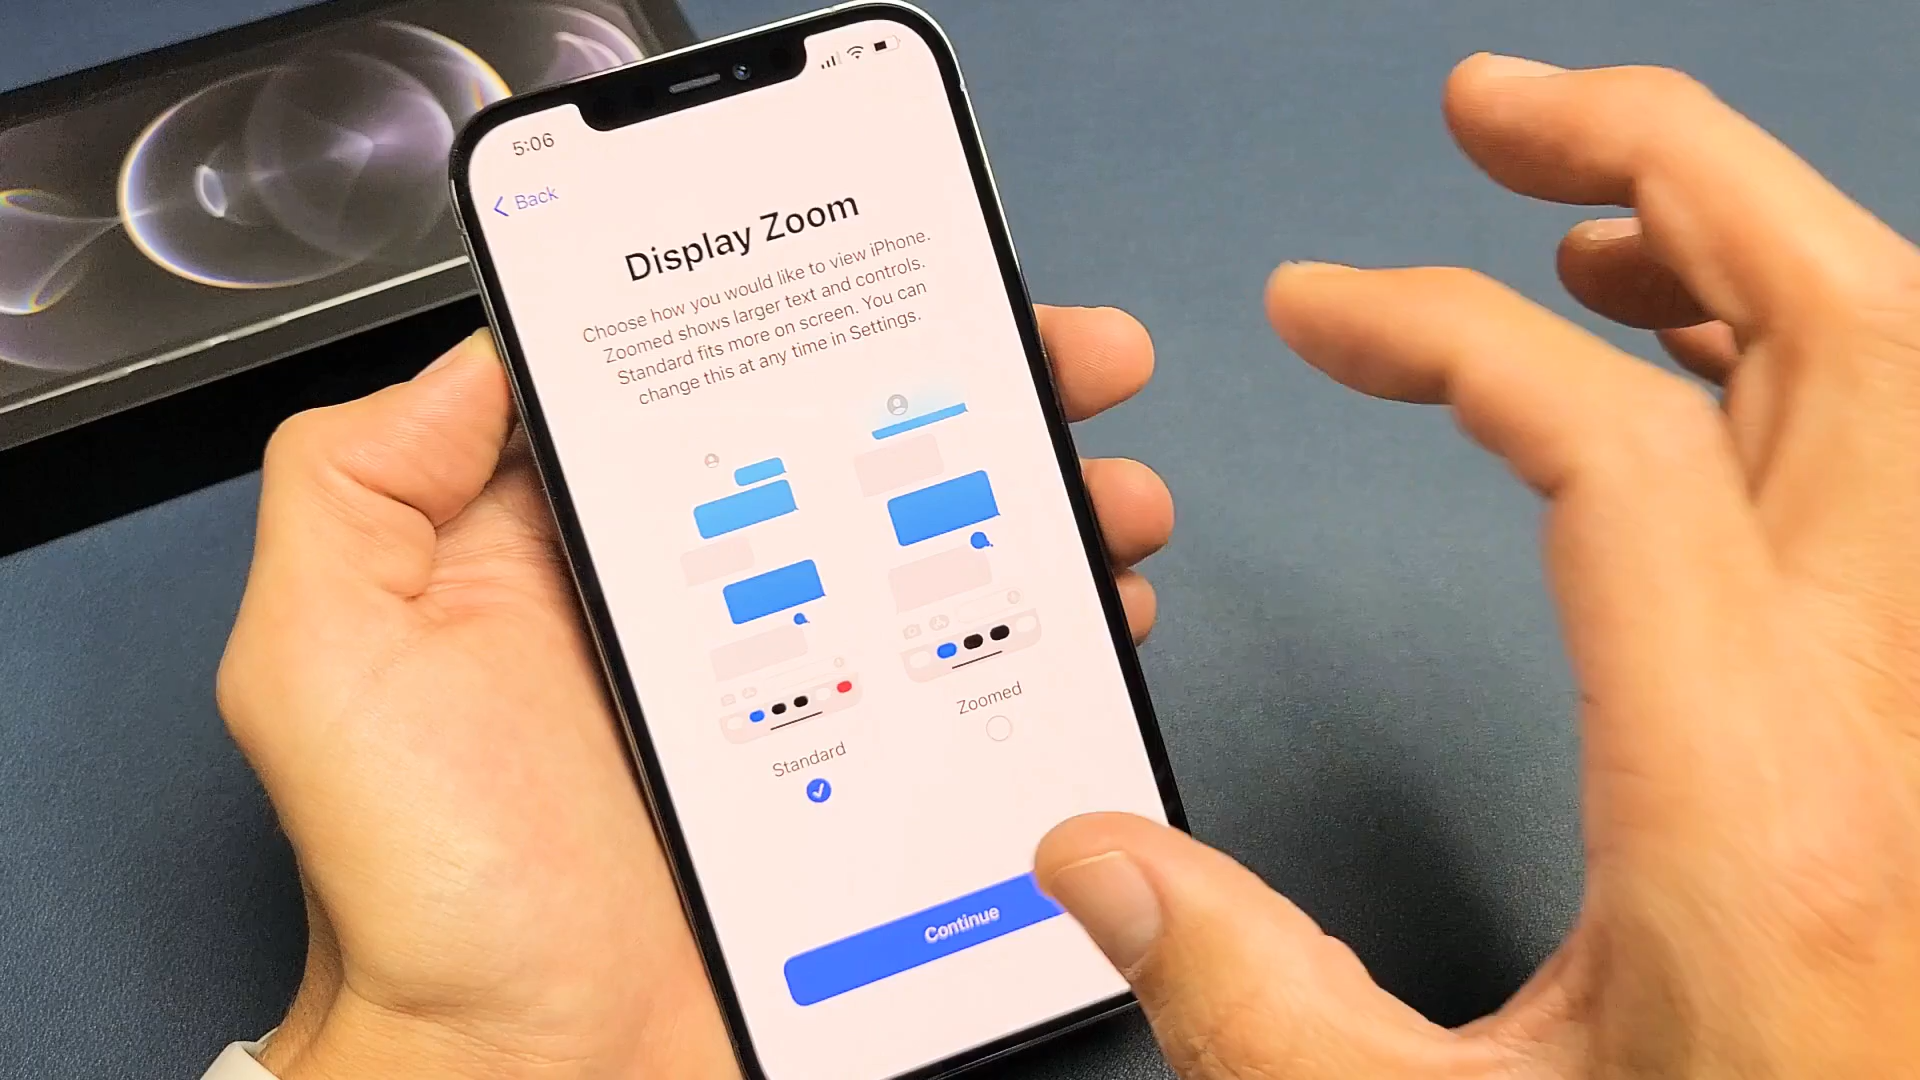 5:06
Back
Display Zoom
Choose how you would like to view iPhone.
Zoomed shows larger text and controls.
Standard fits more on screen. You can
change this at any time in Settings.
Standard
Zoomed
Continue